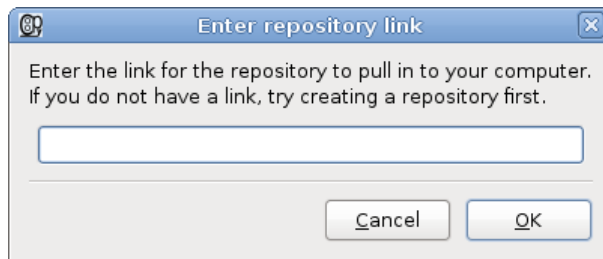 Enter repository link
Enter the link for the repository to pull in to your computer.
If you do not have a link, try creating a repository first.
Cancel
OK